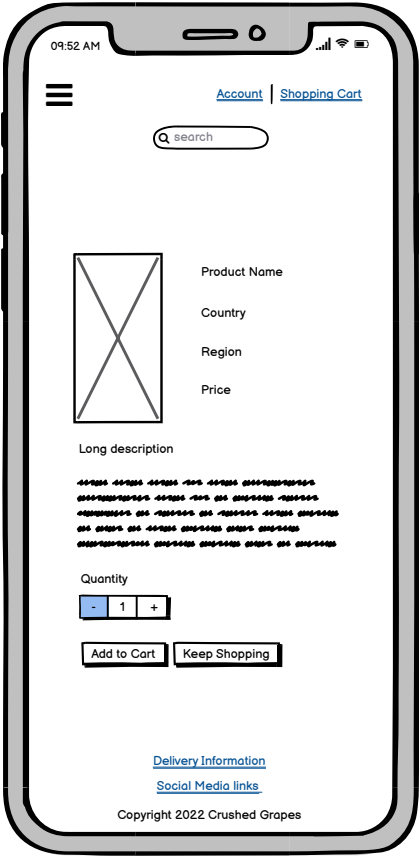 09:52 AM
Account | Shopping Cart
search
Product Name
Country
Region
Price
Long description
Quantity
- 1 +
Add to Cart Keep Shopping
Delivery Information
Social Media links
Copyright 2022 Crushed Grapes